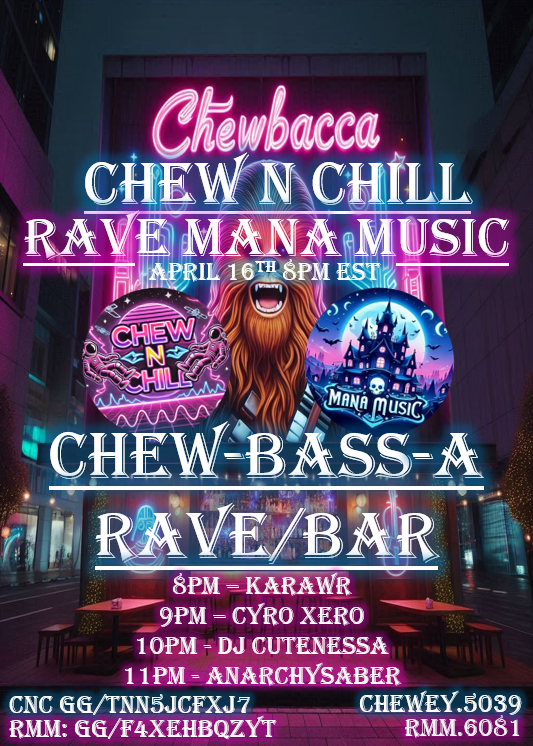 Chewbacca
CHEW N CHILL
RAVE MANA MUSIC
APRIL 16TH 8PM EST
CHEW
N
CHILL
MANA MUSIC
CHEW-BASS-A
RAVE/BAR
8PM – KARAWR
9PM – CYRO XERO
10PM - DJ CUTENESSA
11PM - ANARCHYSABER
CNC GG/TNN5JCFXJ7
CHEWEY.5039
RMM: GG/F4XEHBQZYT
RMM.6081